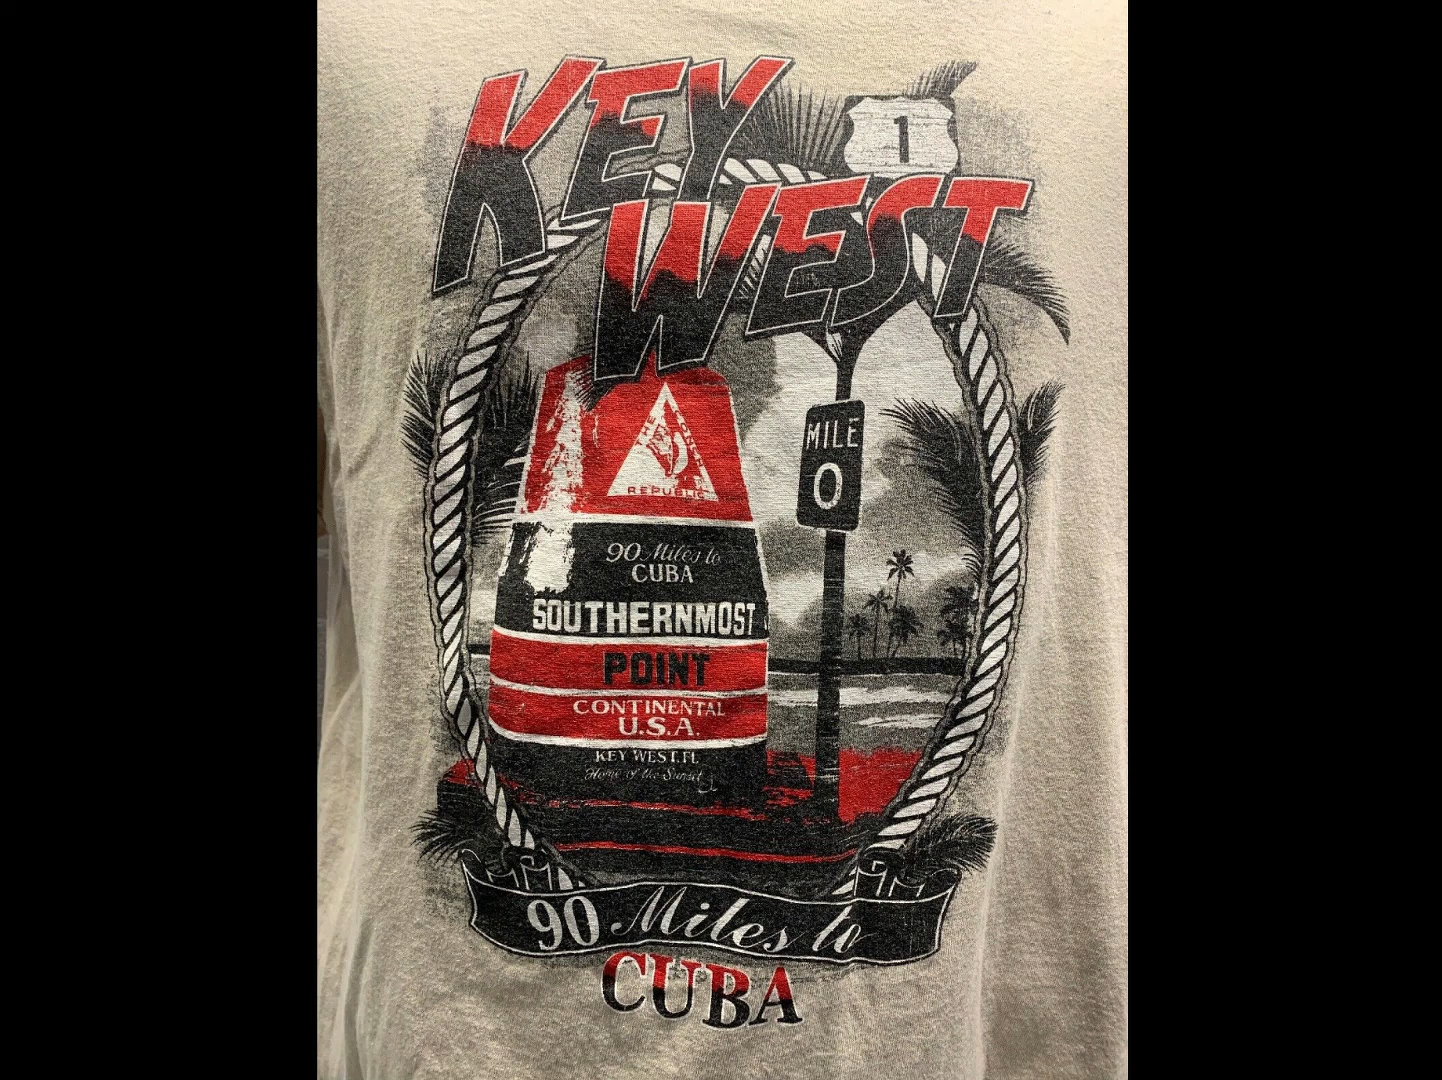 KEY
1
WEST
THE CONCH
REPUBLIC
MILE
0
90 Miles to
CUBA
SOUTHERNMOST
POINT
CONTINENTAL
U.S.A.
KEY WEST.FL
Home of the Sunset
90 Miles to
CUBA